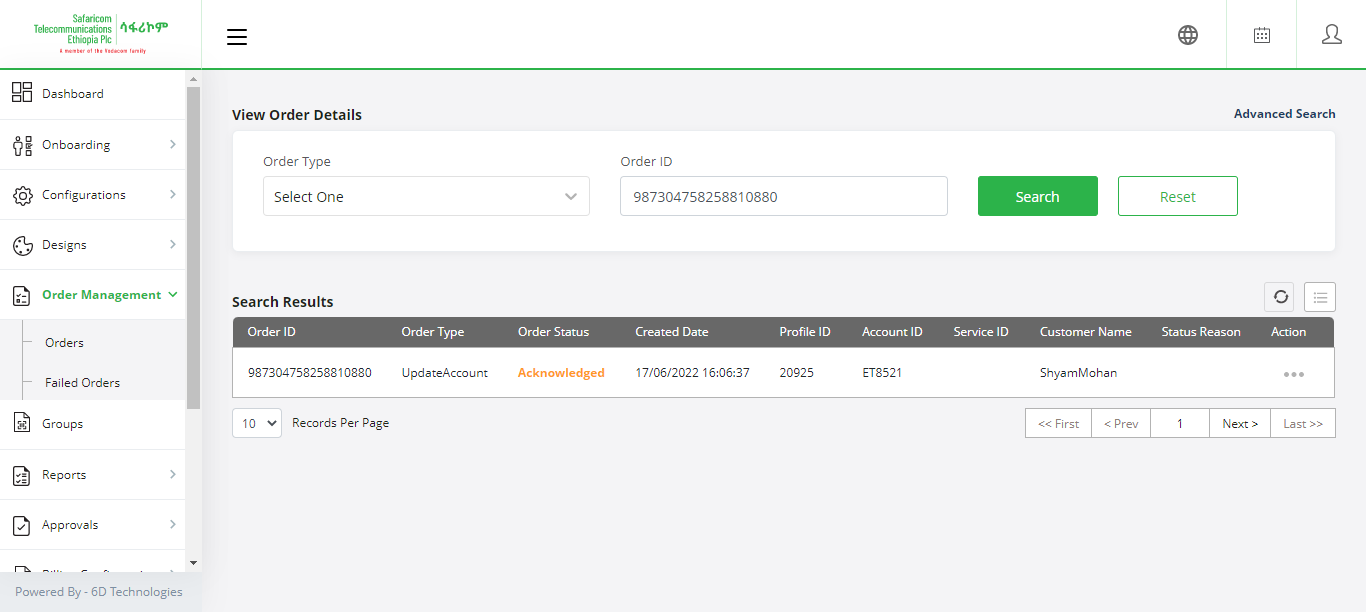 Safaricom
Telecommunications
Ethiopia Plc
ሳፋሪኮም
A member of the Vodacom family
Dashboard
Onboarding
Configurations
Designs
Order Management
Orders
Failed Orders
Groups
Reports
Approvals
Powered By - 6D Technologies
View Order Details
Advanced Search
Order Type
Order ID
Select One
987304758258810880
Search
Reset
Search Results
Order ID Order Type Order Status Created Date Profile ID Account ID Service ID Customer Name Status Reason Action
987304758258810880 UpdateAccount Acknowledged 17/06/2022 16:06:37 20925 ET8521 ShyamMohan
10 Records Per Page
<< First < Prev 1 Next > Last >>